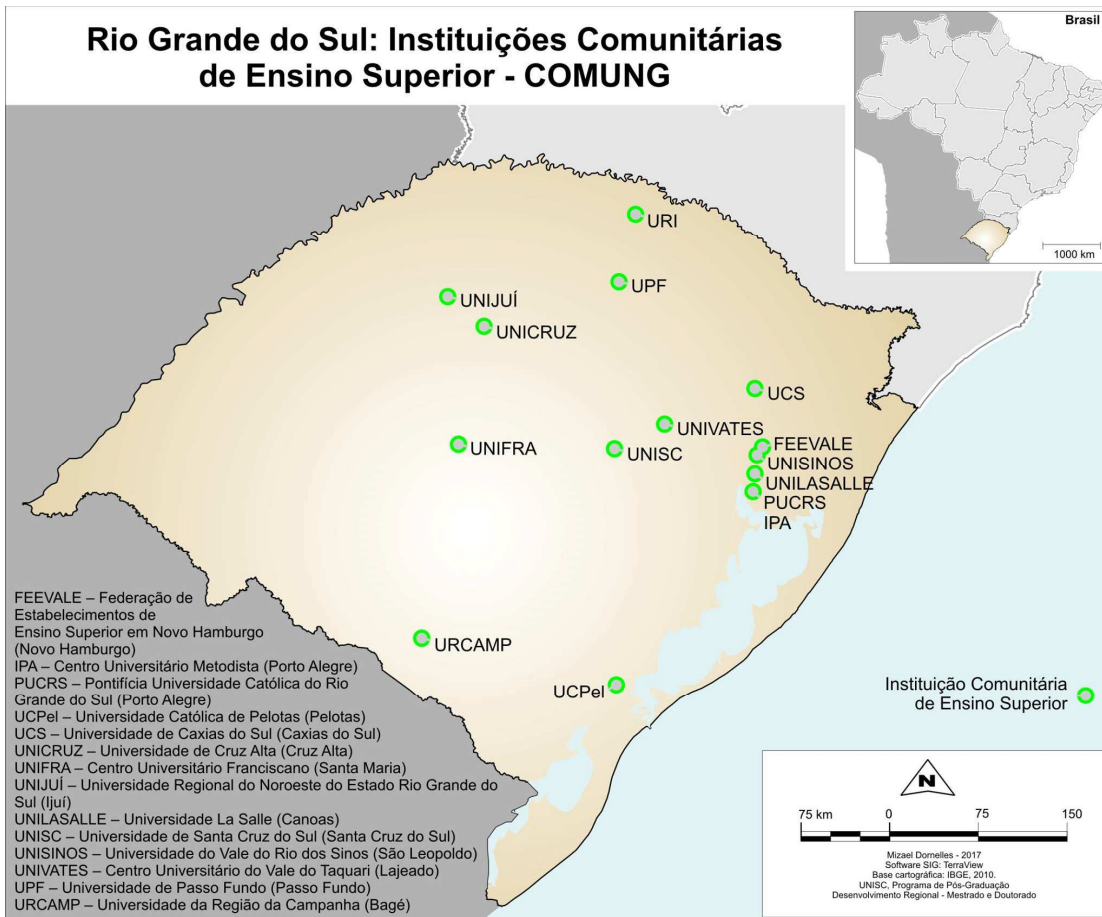 Rio Grande do Sul: Instituições Comunitárias
de Ensino Superior - COMUNG
Brasil
1000 km
URI
UPF
UNIJUÍ
UNICRUZ
UCS
UNIVATES
FEEVALE
UNIFRA
UNISC
UNISINOS
UNILASALLE
PUCRS
IPA
URCAMP
UCPel
FEEVALE – Federação de
Estabelecimentos de
Ensino Superior em Novo Hamburgo
(Novo Hamburgo)
IPA – Centro Universitário Metodista (Porto Alegre)
PUCRS – Pontifícia Universidade Católica do Rio
Grande do Sul (Porto Alegre)
UCPel – Universidade Católica de Pelotas (Pelotas)
UCS – Universidade de Caxias do Sul (Caxias do Sul)
UNICRUZ – Universidade de Cruz Alta (Cruz Alta)
UNIFRA – Centro Universitário Franciscano (Santa Maria)
UNIJUÍ – Universidade Regional do Noroeste do Estado Rio Grande do
Sul (Ijuí)
UNILASALLE – Universidade La Salle (Canoas)
UNISC – Universidade de Santa Cruz do Sul (Santa Cruz do Sul)
UNISINOS – Universidade do Vale do Rio dos Sinos (São Leopoldo)
UNIVATES – Centro Universitário do Vale do Taquari (Lajeado)
UPF – Universidade de Passo Fundo (Passo Fundo)
URCAMP – Universidade da Região da Campanha (Bagé)
Instituição Comunitária
de Ensino Superior
N
75 km 0 75 150
Mizael Dornelles - 2017
Software SIG: TerraView
Base cartográfica: IBGE, 2010.
UNISC, Programa de Pós-Graduação
Desenvolvimento Regional - Mestrado e Doutorado